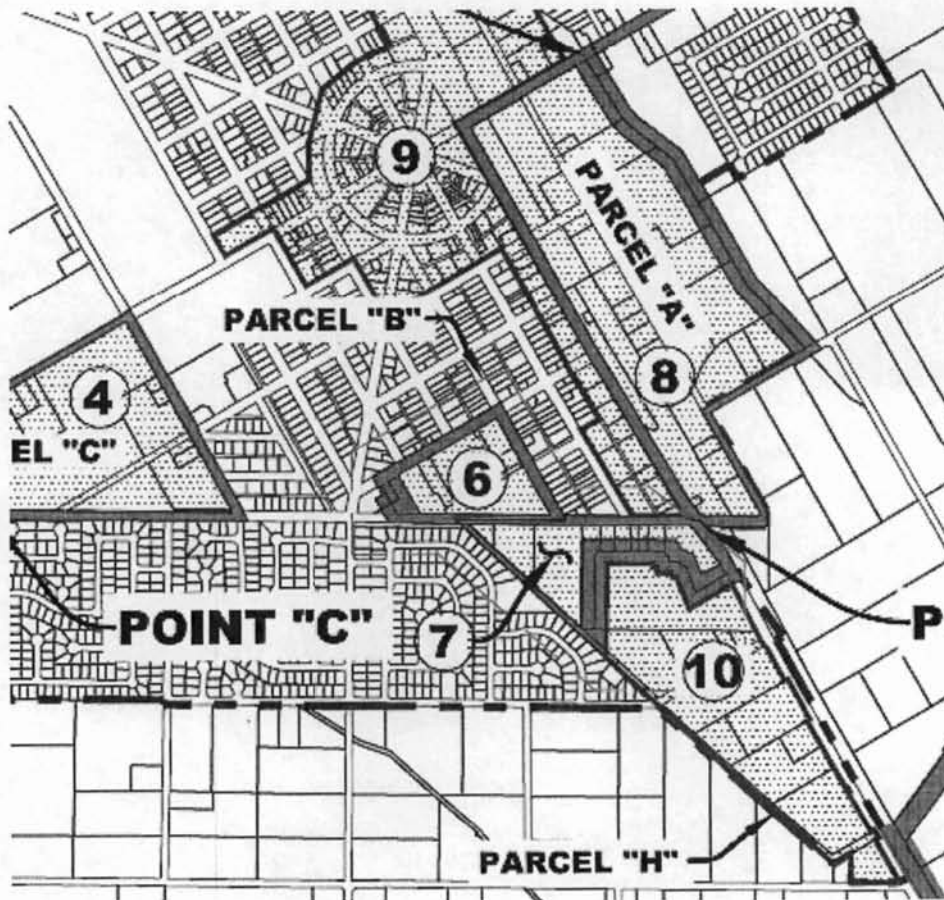 9
PARCEL "A"
PARCEL "B"
8
4
EL "C"
6
POINT "C"
7
P
10
PARCEL "H"